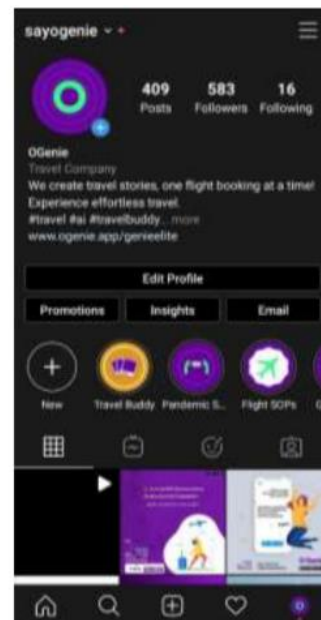 sayogenie
409 583 16
Posts Followers Following
OGenie
Travel Company
We create travel stories, one flight booking at a time!
Experience effortless travel.
#travel #ai #travelbuddy... more
www.ogenie.app/genieelite
Edit Profile
Promotions Insights Email
New Travel Buddy Pandemic S... Flight SOPs